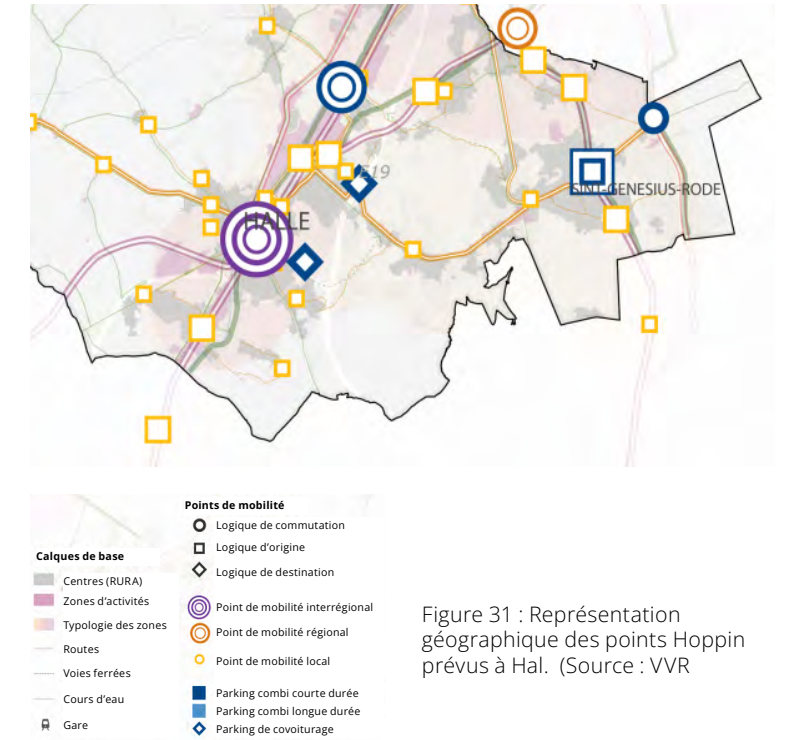 E19
SINT-GENESIUS-RODE
HALLE
Points de mobilité
Logique de commutation
Logique d'origine
Logique de destination
Point de mobilité interrégional
Point de mobilité régional
Point de mobilité local
Parking combi courte durée
Parking combi longue durée
Parking de covoiturage
Calques de base
Centres (RURA)
Zones d'activités
Typologie des zones
Routes
Voies ferrées
Cours d'eau
Gare
Figure 31 : Représentation
géographique des points Hoppin
prévus à Hal. (Source : VVR